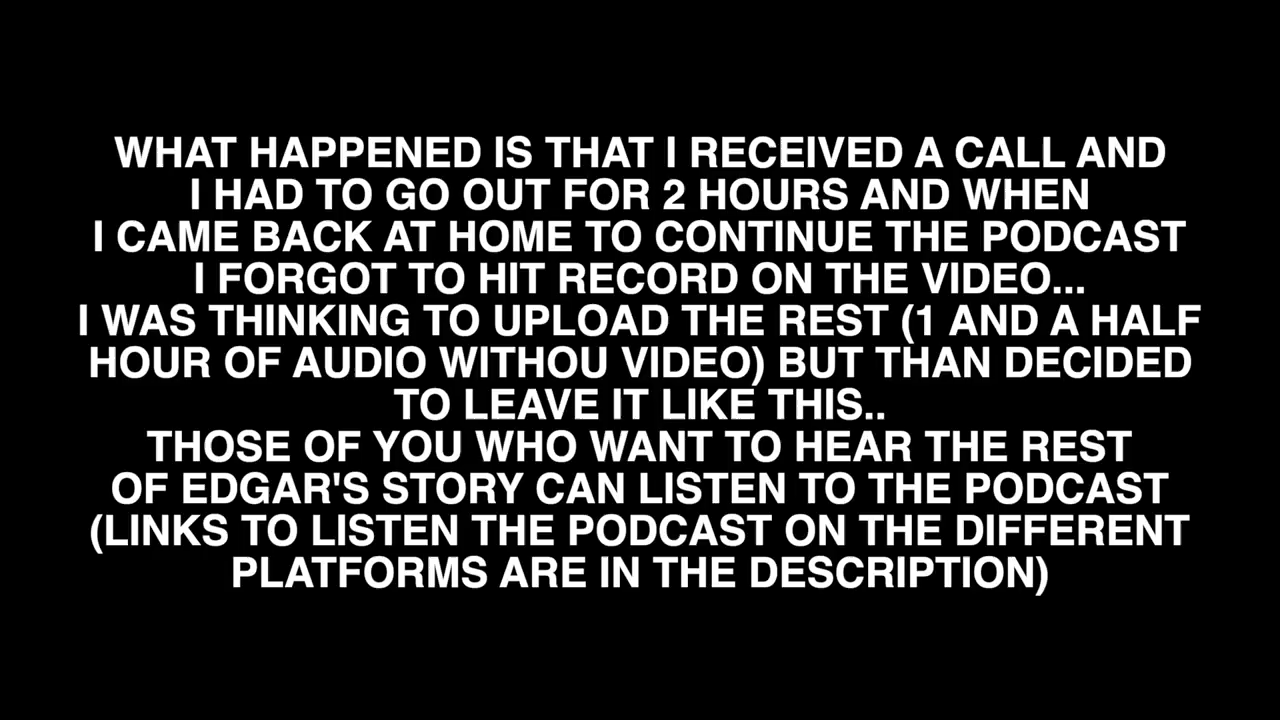 WHAT HAPPENED IS THAT I RECEIVED A CALL AND
I HAD TO GO OUT FOR 2 HOURS AND WHEN
I CAME BACK AT HOME TO CONTINUE THE PODCAST
I FORGOT TO HIT RECORD ON THE VIDEO...
I WAS THINKING TO UPLOAD THE REST (1 AND A HALF
HOUR OF AUDIO WITHOU VIDEO) BUT THAN DECIDED
TO LEAVE IT LIKE THIS..
THOSE OF YOU WHO WANT TO HEAR THE REST
OF EDGAR'S STORY CAN LISTEN TO THE PODCAST
(LINKS TO LISTEN THE PODCAST ON THE DIFFERENT
PLATFORMS ARE IN THE DESCRIPTION)